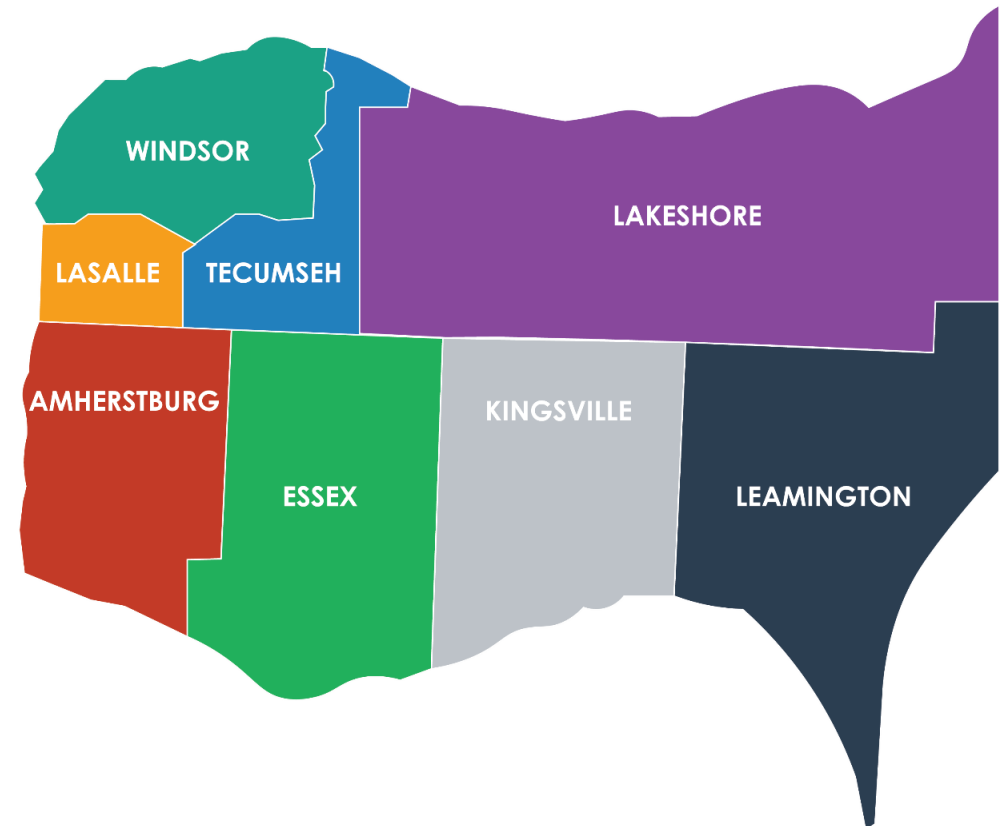 WINDSOR
LAKESHORE
LASALLE
TECUMSEH
AMHERSTBURG
KINGSVILLE
ESSEX
LEAMINGTON